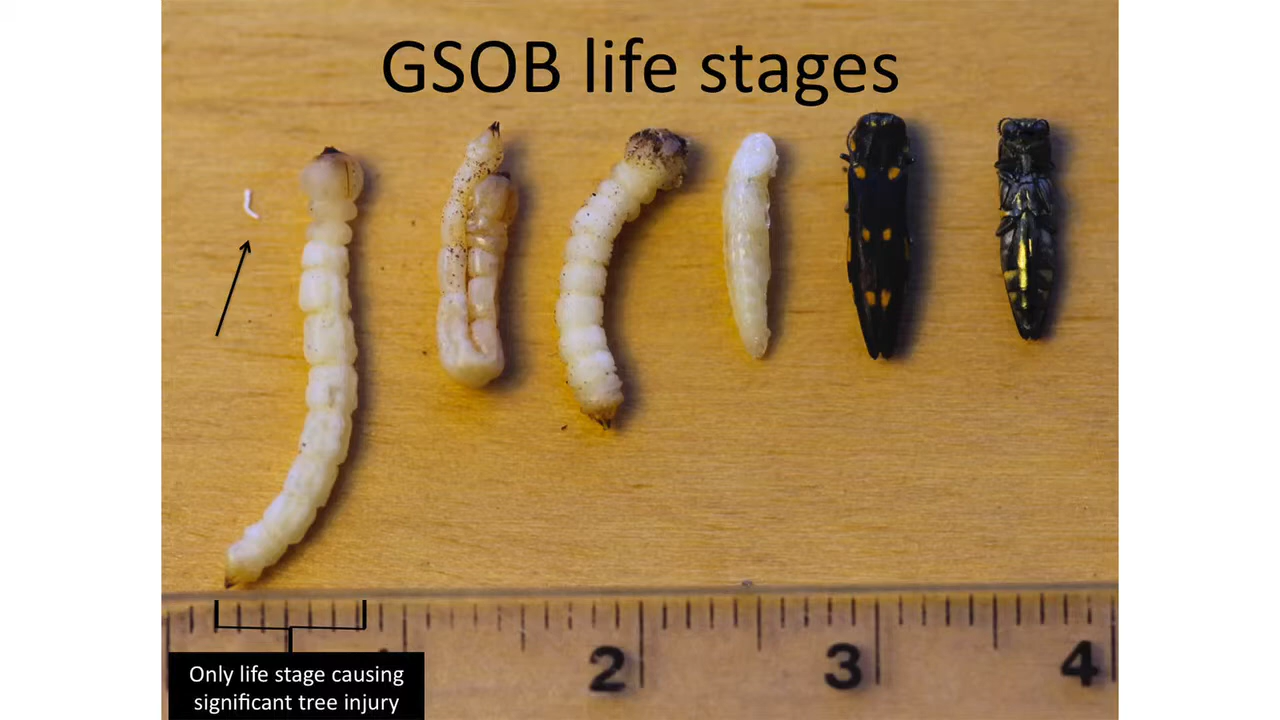 GSOB life stages
2
3
4
Only life stage causing
significant tree injury